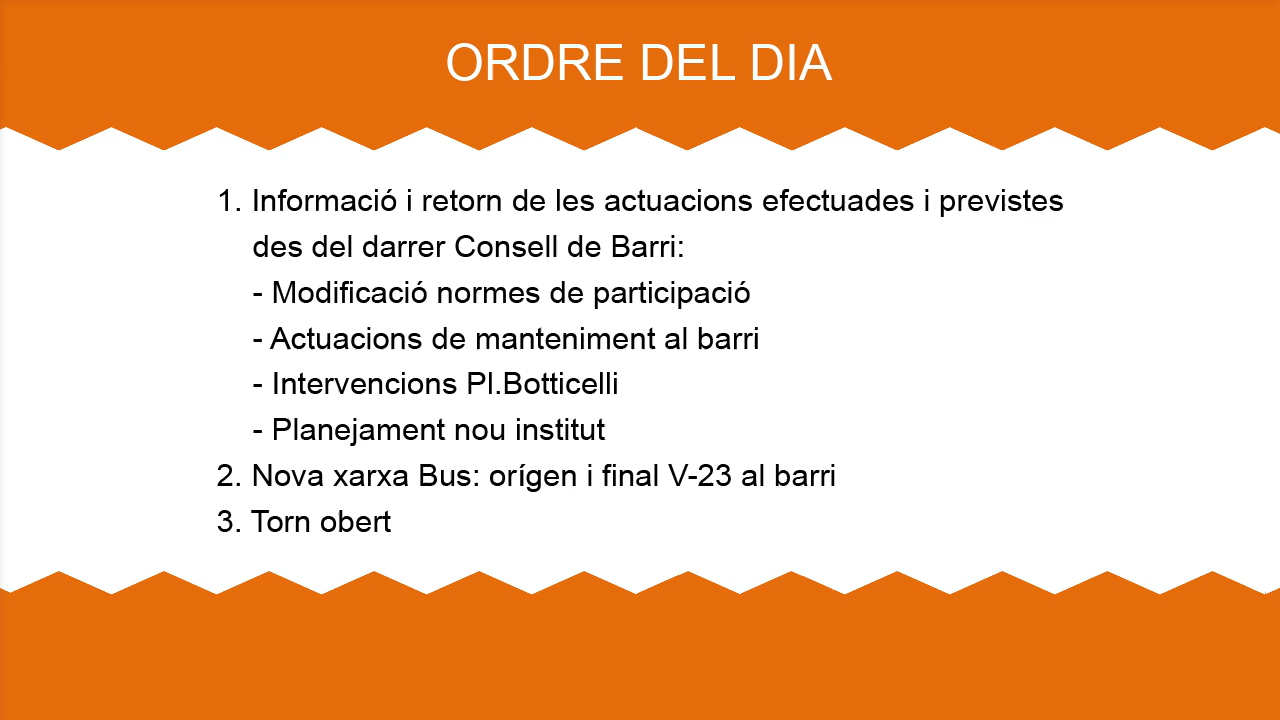 ORDRE DEL DIA
1. Informació i retorn de les actuacions efectuades i previstes
des del darrer Consell de Barri:
- Modificació normes de participació
- Actuacions de manteniment al barri
- Intervencions Pl.Botticelli
- Planejament nou institut
2. Nova xarxa Bus: orígen i final V-23 al barri
3. Torn obert